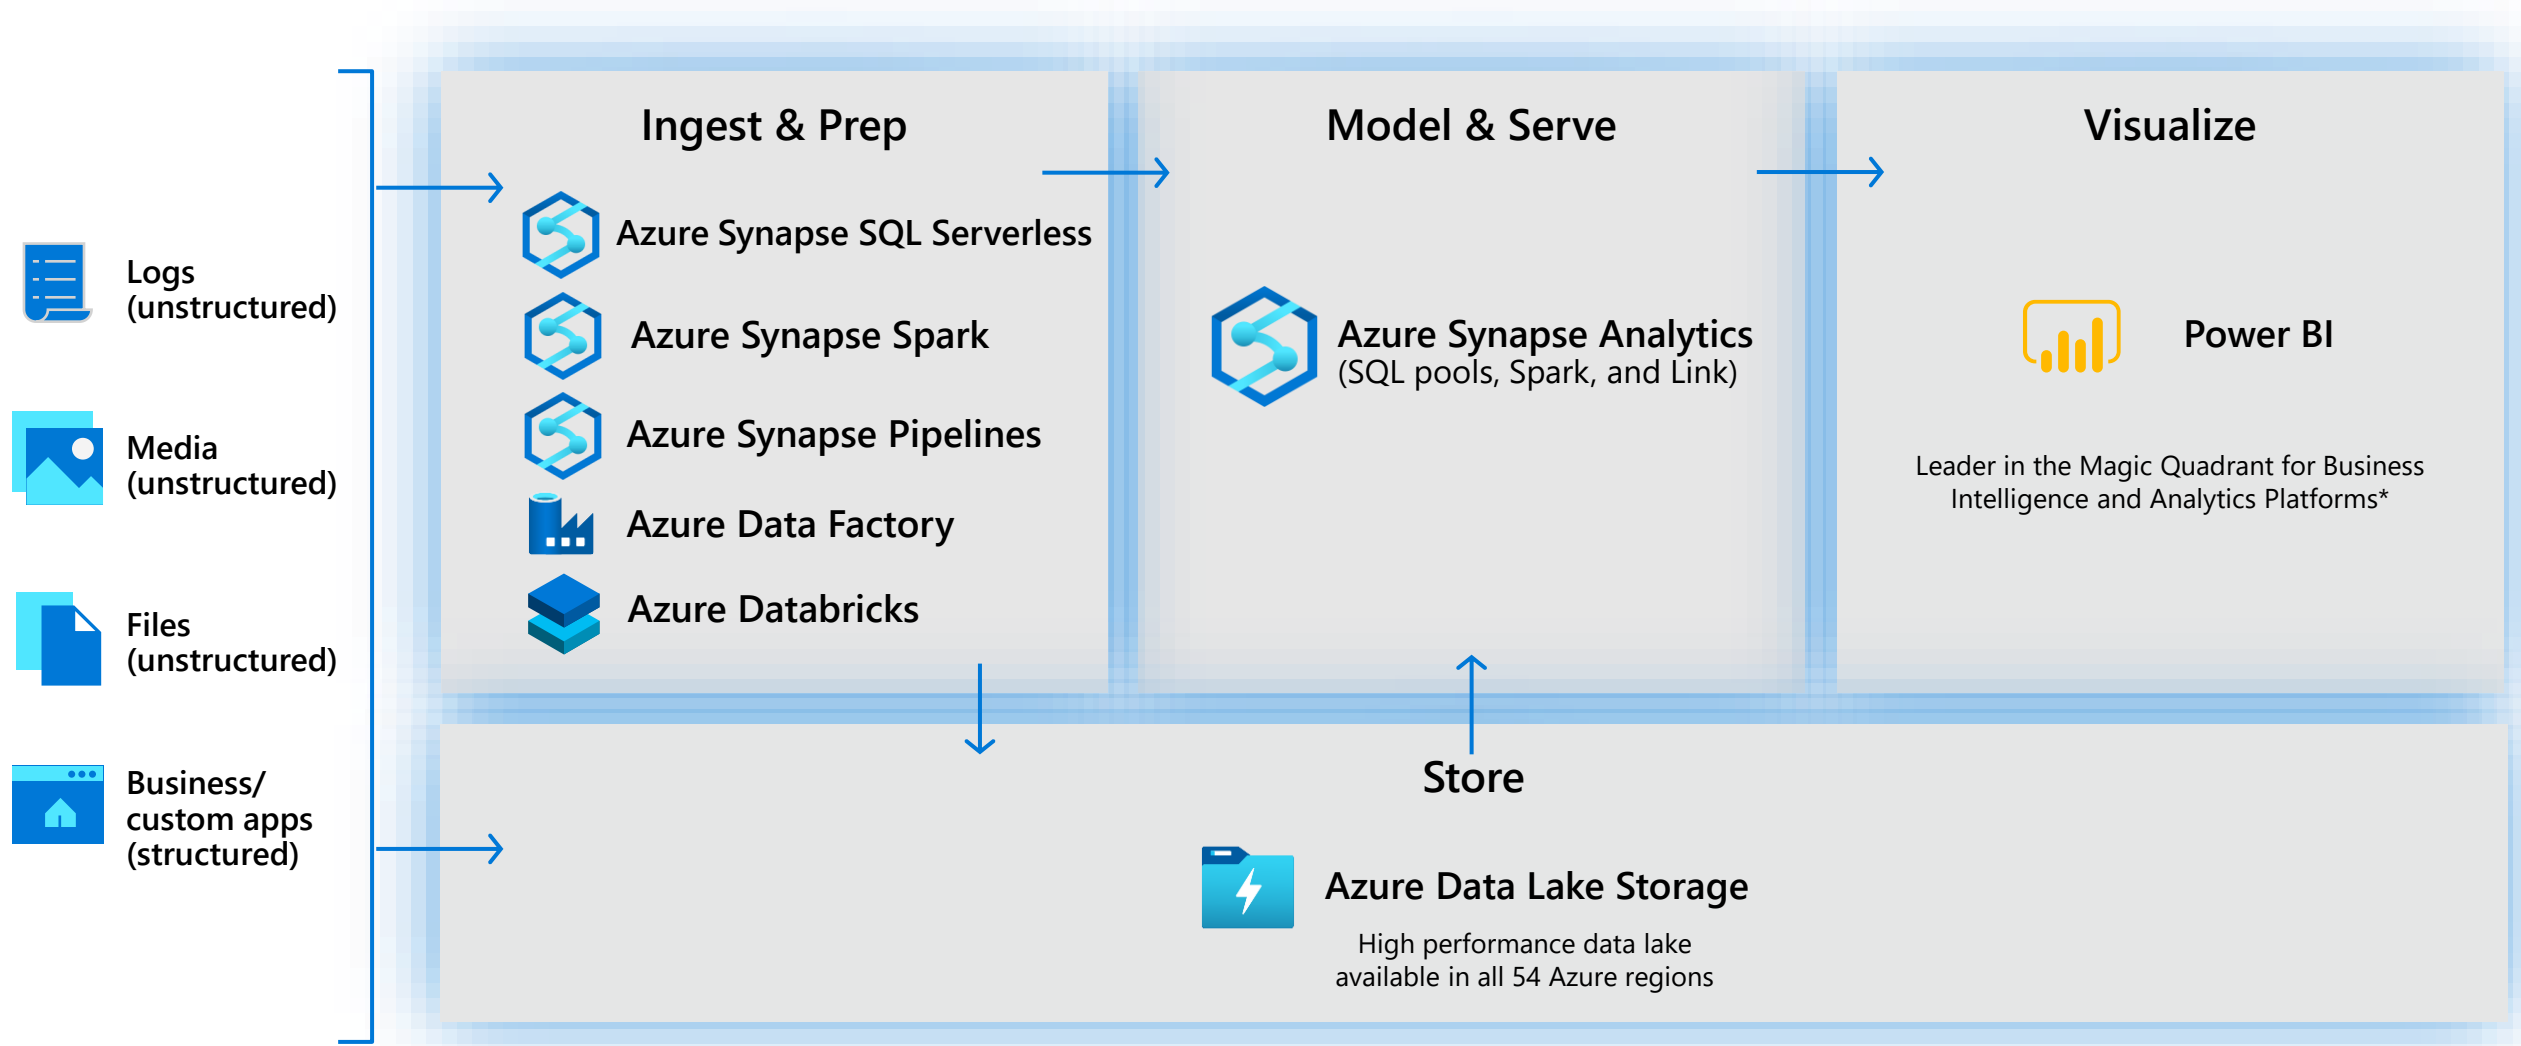 Logs
(unstructured)
Media
(unstructured)
Files
(unstructured)
Business/
custom apps
(structured)
Ingest & Prep
Azure Synapse SQL Serverless
Azure Synapse Spark
Azure Synapse Pipelines
Azure Data Factory
Azure Databricks
Model & Serve
Azure Synapse Analytics
(SQL pools, Spark, and Link)
Visualize
Power BI
Leader in the Magic Quadrant for Business
Intelligence and Analytics Platforms*
Store
Azure Data Lake Storage
High performance data lake
available in all 54 Azure regions